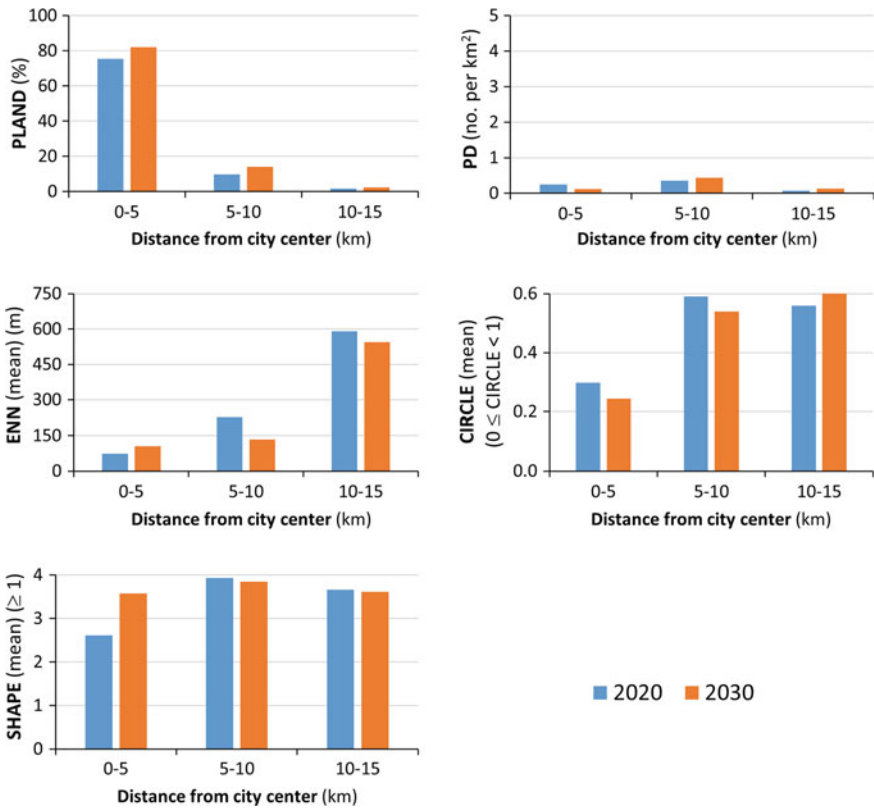 100
80
60
40
20
0
PLAND (%)
0-5 5-10 10-15
Distance from city center (km)
5
4
3
2
1
0
PD (no. per km²)
0-5 5-10 10-15
Distance from city center (km)
750
600
450
300
150
0
ENN (mean) (m)
0-5 5-10 10-15
Distance from city center (km)
0.6
0.4
0.2
0.0
CIRCLE (mean)
(0 ≤ CIRCLE < 1)
0-5 5-10 10-15
Distance from city center (km)
4
3
2
1
0
SHAPE (mean) (≥ 1)
0-5 5-10 10-15
Distance from city center (km)
2020 2030